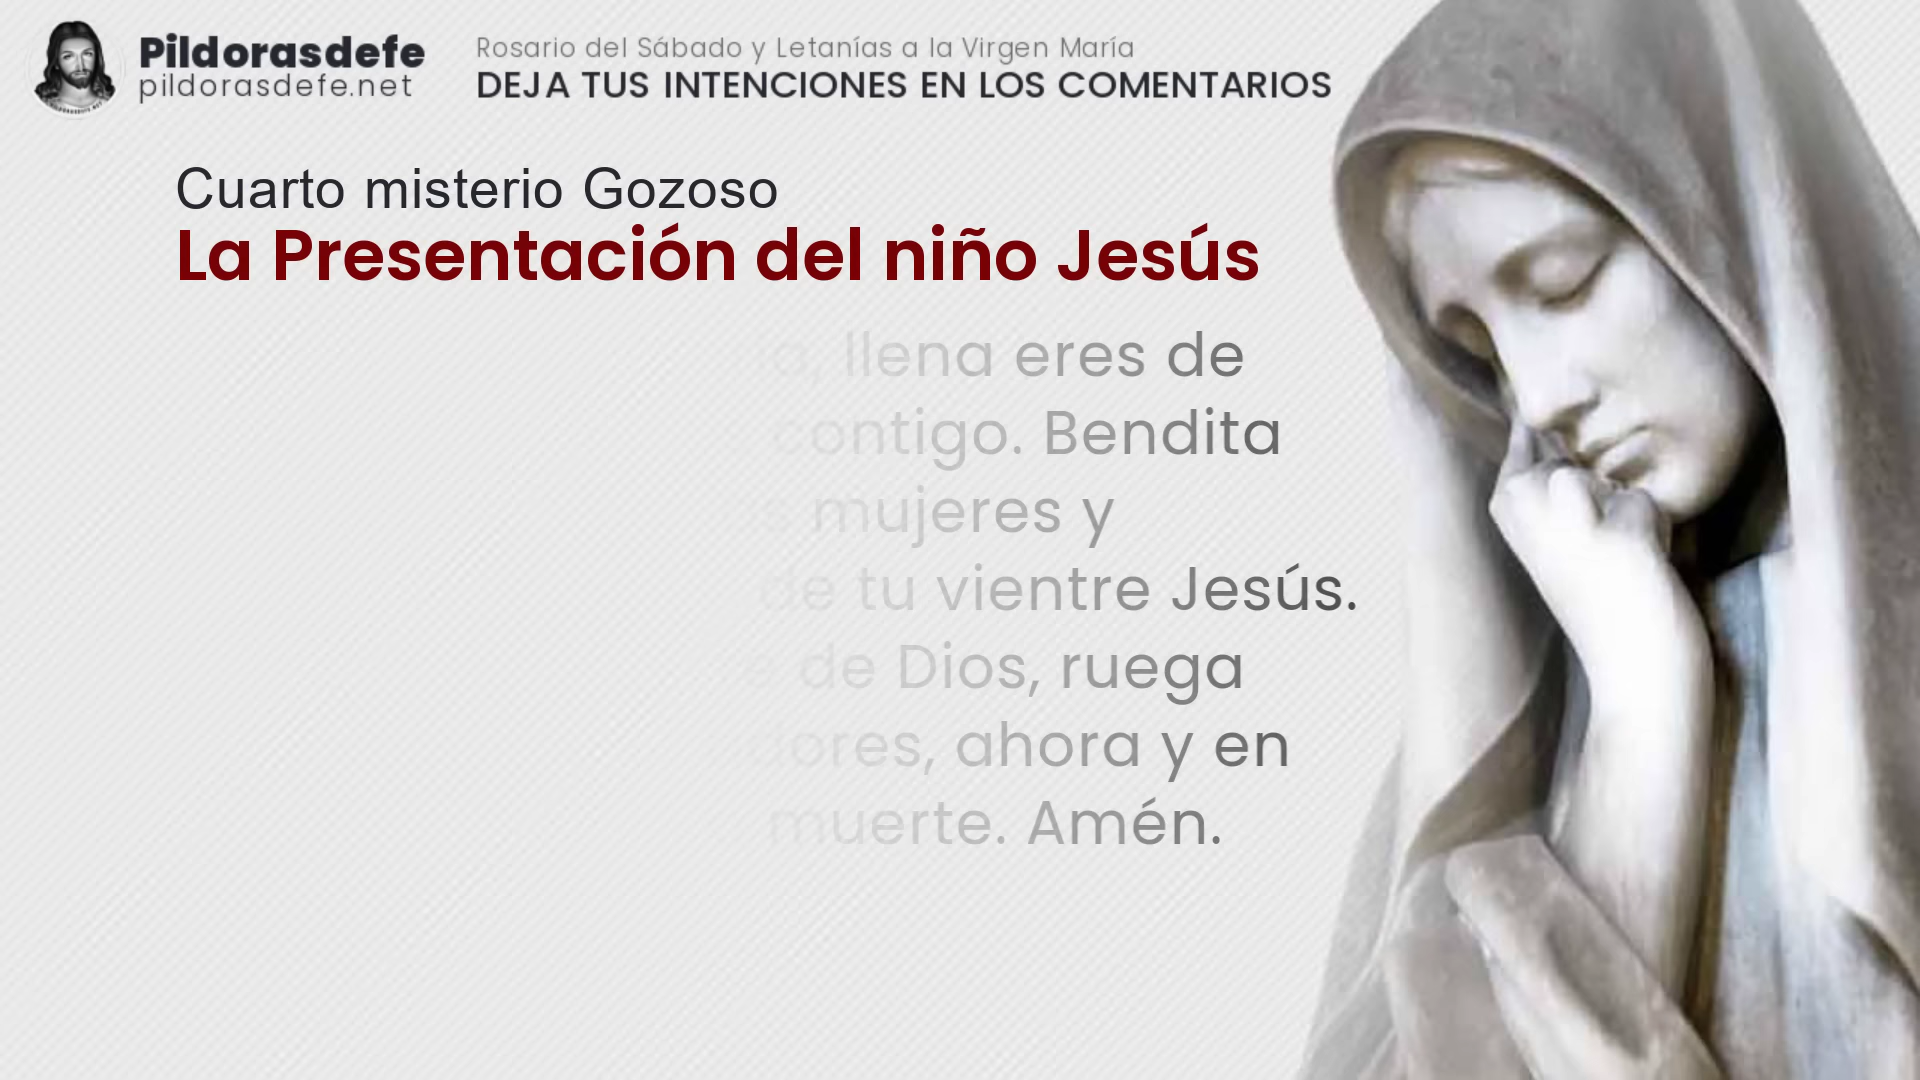 Pildorasdefe
pildorasdefe.net
Rosario del Sábado y Letanías a la Virgen María
DEJA TUS INTENCIONES EN LOS COMENTARIOS
Cuarto misterio Gozoso
La Presentación del niño Jesús
llena eres de
contigo. Bendita
mujeres y
de tu vientre Jesús.
de Dios, ruega
ahora y en
muerte. Amén.